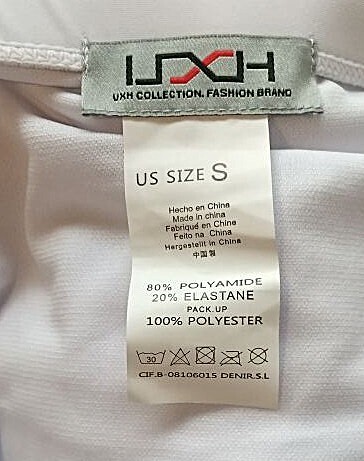 UXH
UXH COLLECTION. FASHION BRAND
US SIZE S
Hecho en China
Made in china
Fabriqué en China
Feito na China
Hergestellt in China
中国製
80% POLYAMIDE
20% ELASTANE
PACK.UP
100% POLYESTER
30
CIF.B-08106015 DENIR.S.L